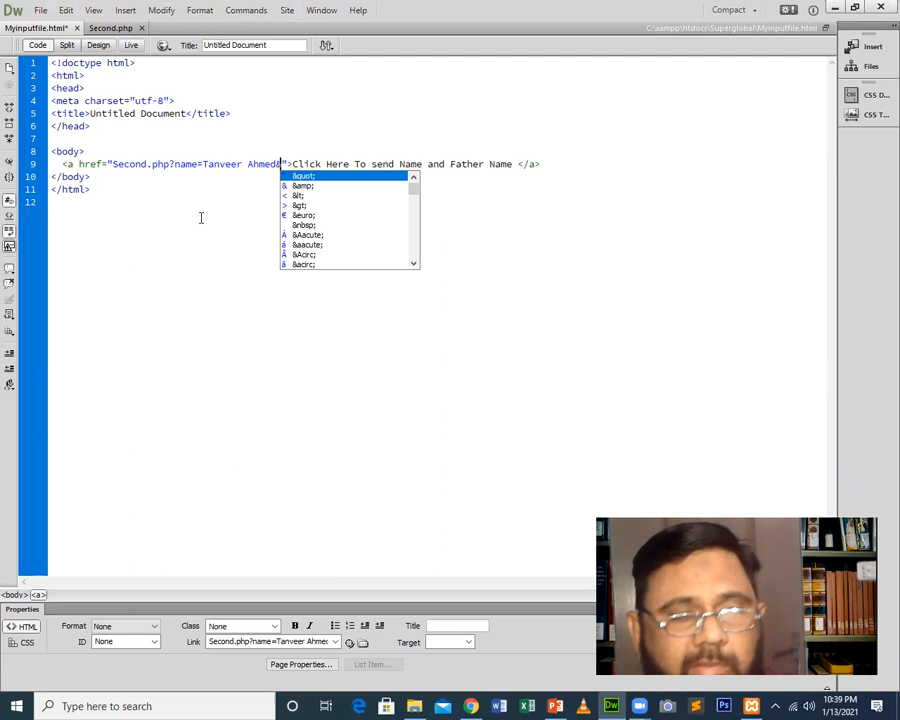 Dw File Edit View Insert Modify Format Commands Site Window Help Compact
Myinputfile.html* × Second.php × C:\xampp\htdocs\Superglobal\Myinputfile.html
Code Split Design Live Title: Untitled Document
Insert
Files
CSS D...
CSS T...
1 <!doctype html>
2 <html>
3 <head>
4 <meta charset="utf-8">
5 <title>Untitled Document</title>
6 </head>
7
8 <body>
9 <a href="Second.php?name=Tanveer Ahmed&">Click Here To send Name and Father Name </a>
10 </body>
11 </html>
12
" &quot;
& &amp;
< &lt;
> &gt;
€ &euro;
&nbsp;
Á &Aacute;
á &aacute;
Â &Acirc;
â &acirc;
<body> <a>
Properties
<> HTML Format None Class None B I Title
CSS ID None Link Second.php?name=Tanveer Ahmed Target
Page Properties... List Item...
Type here to search
10:39 PM
1/13/2021